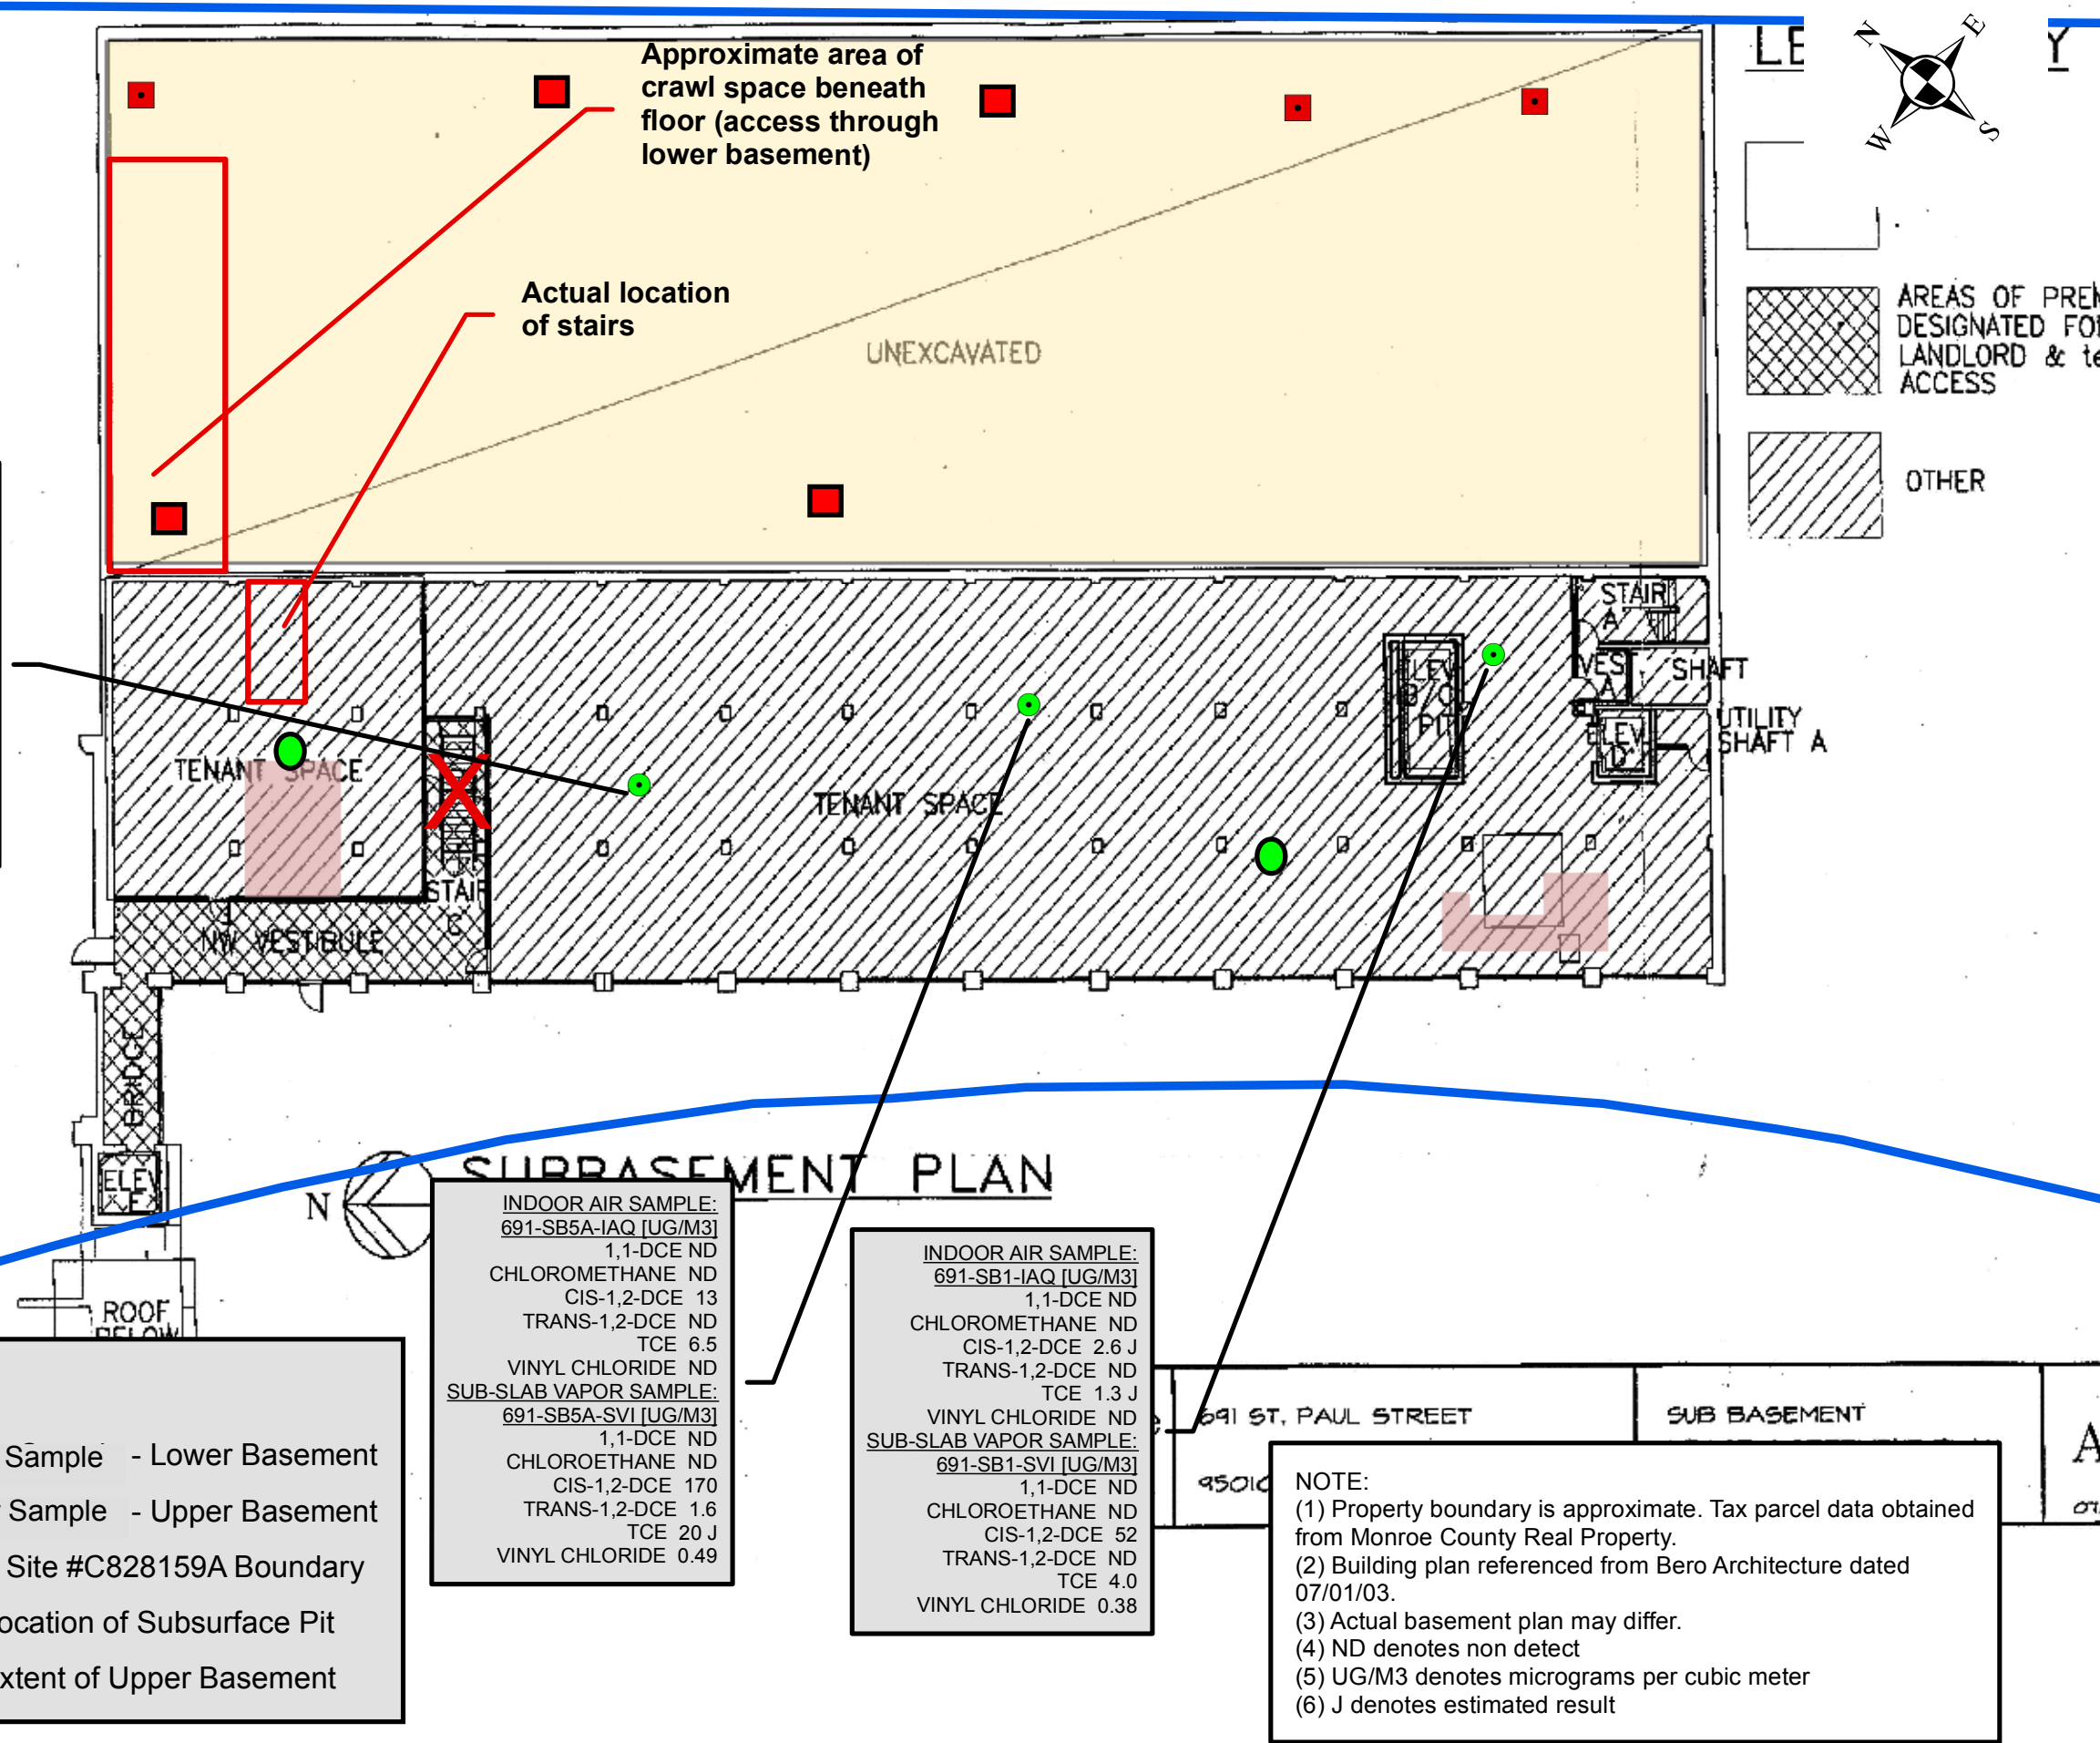 Approximate area of
crawl space beneath
floor (access through
lower basement)
Actual location
of stairs
UNEXCAVATED
LE
Y
N
E
W
S
AREAS OF
DESIGNATED
LANDLORD &
ACCESS
OTHER
STAIR
A
VEST
A
SHAFT
UTILITY
SHAFT A
ELEV
D
ELEV
B/C
PIT
TENANT SPACE
TENANT SPACE
STAIR
C
NW VESTIBULE
BRIDGE
ELEV
E
ROOF
BELOW
N
SUBBASEMENT PLAN
INDOOR AIR SAMPLE:
691-SB5A-IAQ [UG/M3]
1,1-DCE ND
CHLOROMETHANE ND
CIS-1,2-DCE 13
TRANS-1,2-DCE ND
TCE 6.5
VINYL CHLORIDE ND
SUB-SLAB VAPOR SAMPLE:
691-SB5A-SVI [UG/M3]
1,1-DCE ND
CHLOROETHANE ND
CIS-1,2-DCE 170
TRANS-1,2-DCE 1.6
TCE 20 J
VINYL CHLORIDE 0.49
INDOOR AIR SAMPLE:
691-SB1-IAQ [UG/M3]
1,1-DCE ND
CHLOROMETHANE ND
CIS-1,2-DCE 2.6 J
TRANS-1,2-DCE ND
TCE 1.3 J
VINYL CHLORIDE ND
SUB-SLAB VAPOR SAMPLE:
691-SB1-SVI [UG/M3]
1,1-DCE ND
CHLOROETHANE ND
CIS-1,2-DCE 52
TRANS-1,2-DCE ND
TCE 4.0
VINYL CHLORIDE 0.38
691 ST. PAUL STREET
SUB BASEMENT
A
Sample - Lower Basement
Sample - Upper Basement
Site #C828159A Boundary
ocation of Subsurface Pit
xtent of Upper Basement
NOTE:
(1) Property boundary is approximate. Tax parcel data obtained
from Monroe County Real Property.
(2) Building plan referenced from Bero Architecture dated
07/01/03.
(3) Actual basement plan may differ.
(4) ND denotes non detect
(5) UG/M3 denotes micrograms per cubic meter
(6) J denotes estimated result